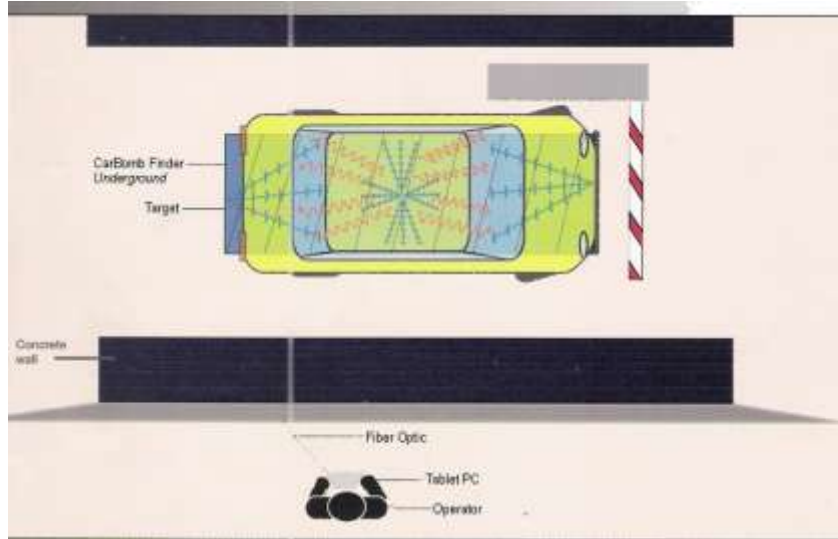 CarBomb Finder
Underground
Target
Concrete
wall
Fiber Optic
Tablet PC
Operator